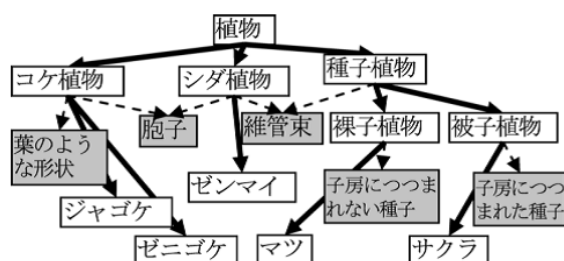 植物
コケ植物
シダ植物
種子植物
胞子
維管束
裸子植物
被子植物
葉のよう
な形状
ゼンマイ
子房につつま
れない種子
子房につつ
まれた種子
ジャゴケ
ゼニゴケ
マツ
サクラ